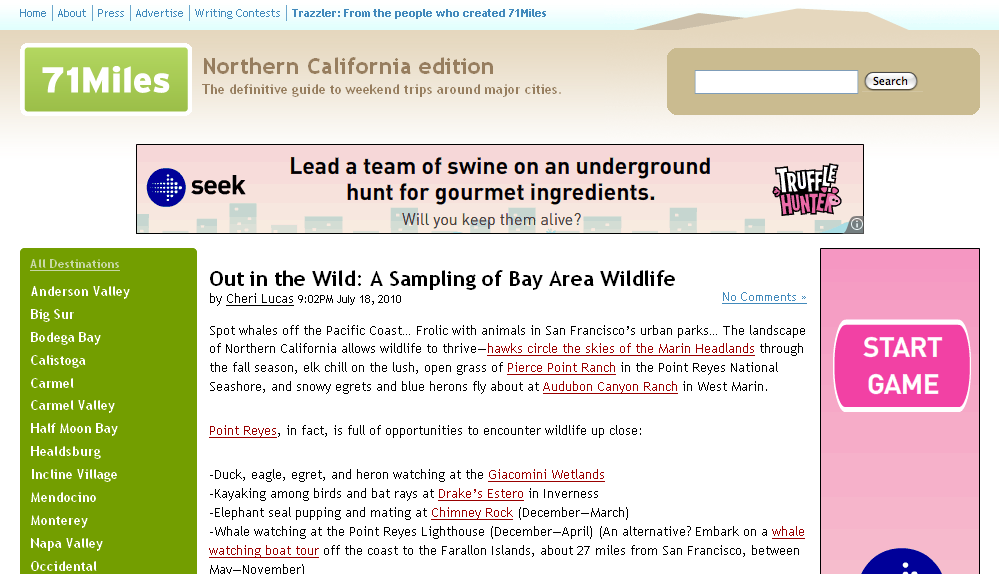 Home About Press Advertise Writing Contests Trazzler: From the people who created 71Miles
71Miles
Northern California edition
The definitive guide to weekend trips around major cities.
Search
seek
Lead a team of swine on an underground
hunt for gourmet ingredients.
Will you keep them alive?
TRUFFLE
HUNTER
All Destinations
Anderson Valley
Big Sur
Bodega Bay
Calistoga
Carmel
Carmel Valley
Half Moon Bay
Healdsburg
Incline Village
Mendocino
Monterey
Napa Valley
Occidental
Out in the Wild: A Sampling of Bay Area Wildlife
by Cheri Lucas 9:02PM July 18, 2010
No Comments »
Spot whales off the Pacific Coast… Frolic with animals in San Francisco’s urban parks… The landscape
of Northern California allows wildlife to thrive—hawks circle the skies of the Marin Headlands through
the fall season, elk chill on the lush, open grass of Pierce Point Ranch in the Point Reyes National
Seashore, and snowy egrets and blue herons fly about at Audubon Canyon Ranch in West Marin.
Point Reyes, in fact, is full of opportunities to encounter wildlife up close:
-Duck, eagle, egret, and heron watching at the Giacomini Wetlands
-Kayaking among birds and bat rays at Drake’s Estero in Inverness
-Elephant seal pupping and mating at Chimney Rock (December—March)
-Whale watching at the Point Reyes Lighthouse (December—April) (An alternative? Embark on a whale
watching boat tour off the coast to the Farallon Islands, about 27 miles from San Francisco, between
May—November)
START
GAME